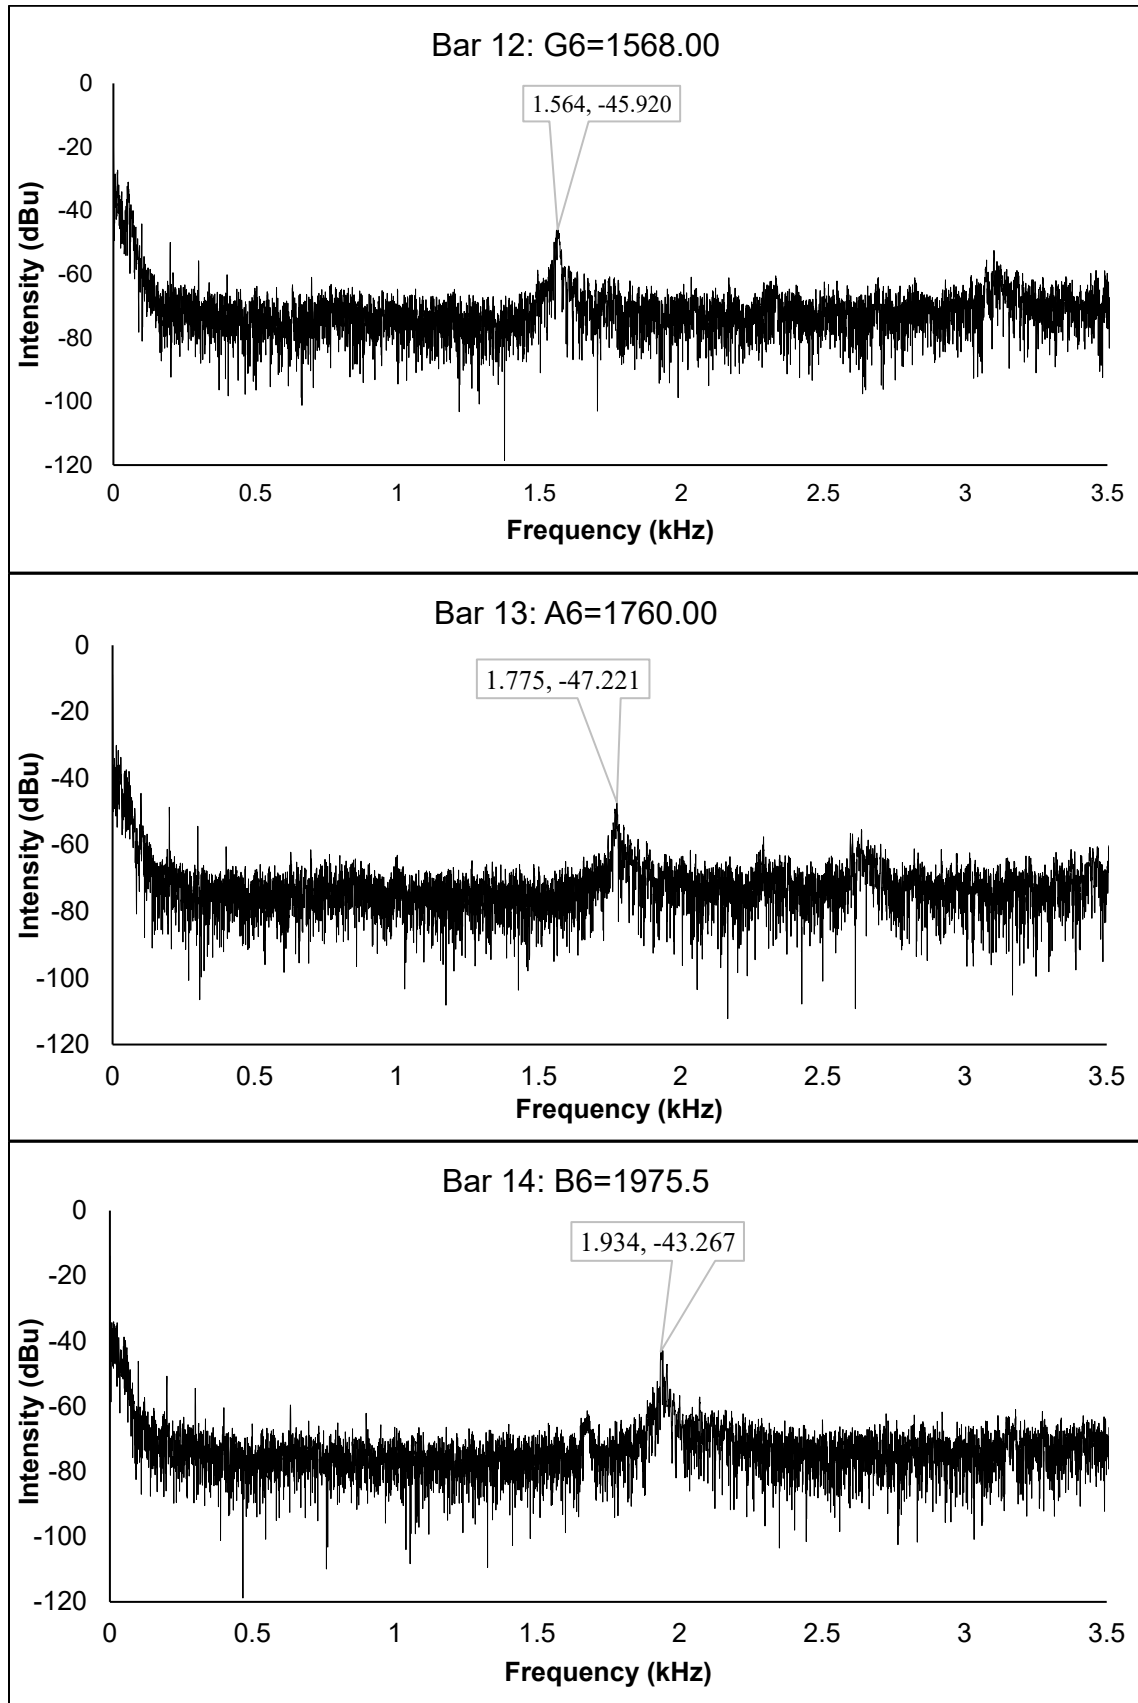 Bar 12: G6=1568.00
1.564, -45.920
0
-20
-40
-60
-80
-100
-120
Intensity (dBu)
0 0.5 1 1.5 2 2.5 3 3.5
Frequency (kHz)
Bar 13: A6=1760.00
1.775, -47.221
0
-20
-40
-60
-80
-100
-120
Intensity (dBu)
0 0.5 1 1.5 2 2.5 3 3.5
Frequency (kHz)
Bar 14: B6=1975.5
1.934, -43.267
0
-20
-40
-60
-80
-100
-120
Intensity (dBu)
0 0.5 1 1.5 2 2.5 3 3.5
Frequency (kHz)